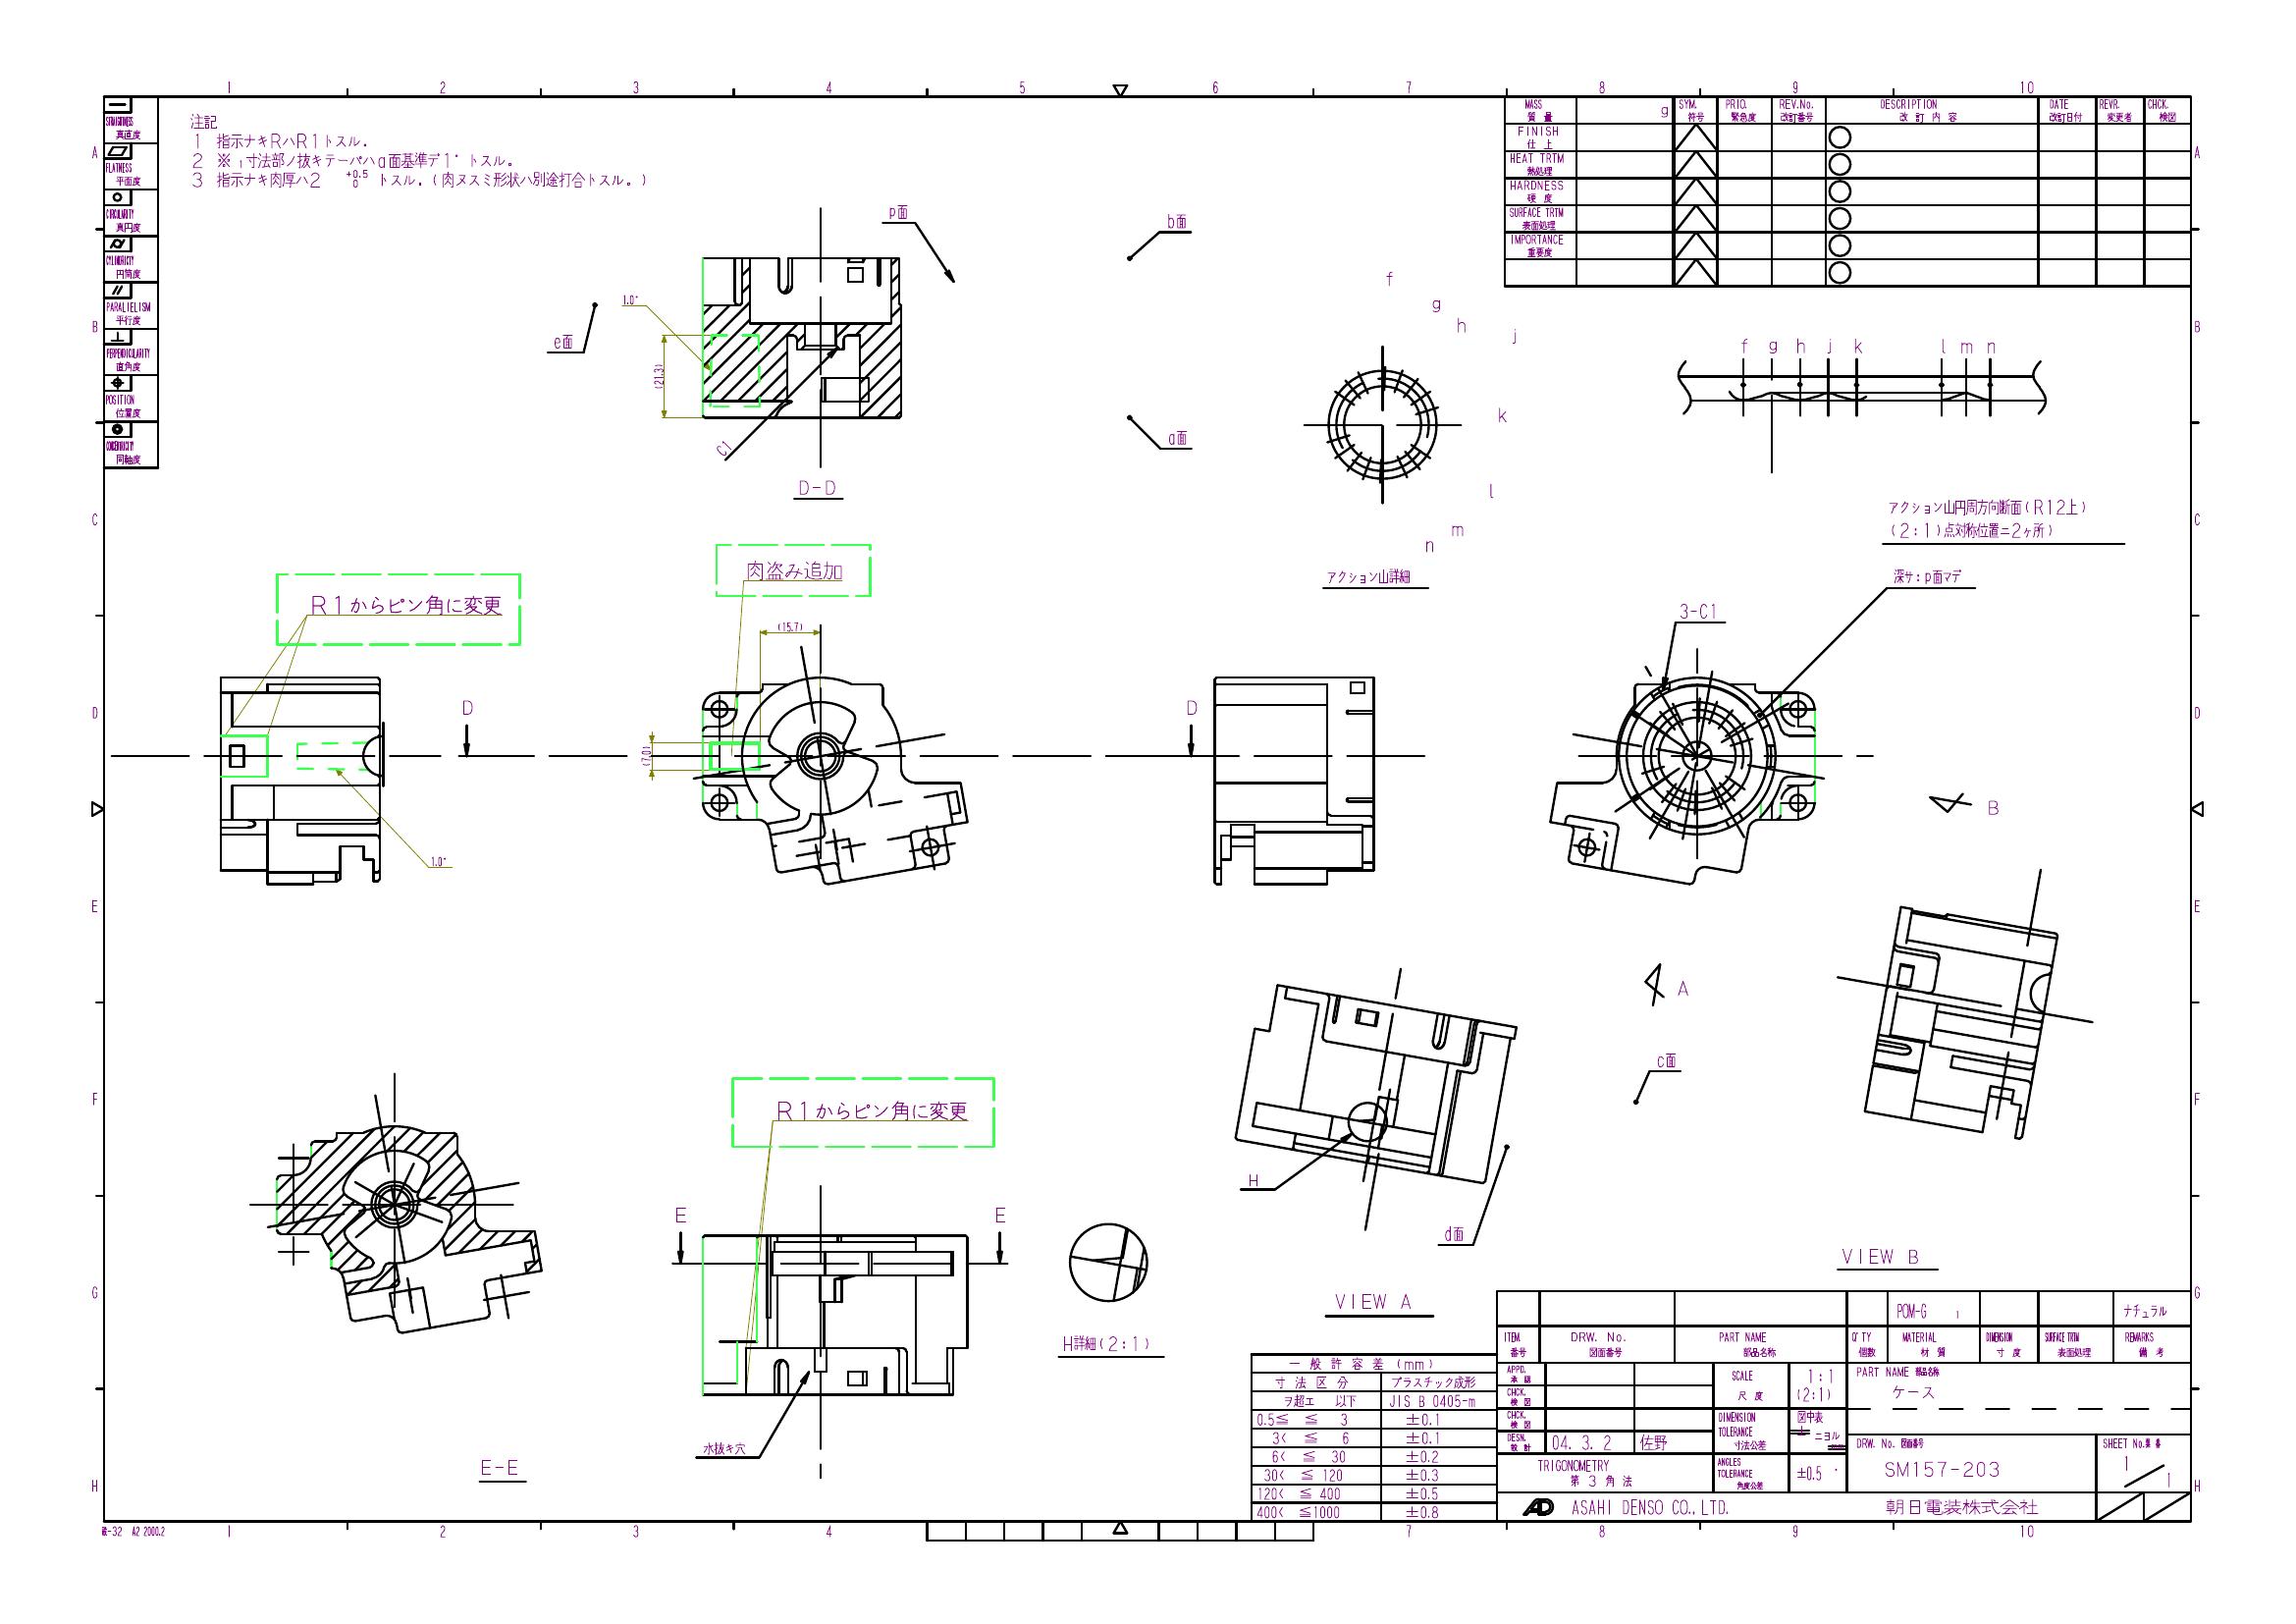 1 2 3 4 5 6 7 8 9 10
注記
1 指示ナキRハR1トスル.
2 ※1寸法部ノ抜キテーパハa面基準デ1°トスル。
3 指示ナキ肉厚ハ2 +0.5 0 トスル.(肉ヌスミ形状ハ別途打合トスル。)
STRAIGHTNESS
真直度
FLATNESS
平面度
CIRCULARITY
真円度
CYLINDRICITY
円筒度
PARALLELISM
平行度
PERPENDICULARITY
直角度
POSITION
位置度
CONCENTRICITY
同軸度
MASS g SYM. PRIO. REV.No. DESCRIPTION DATE REVR. CHCK.
質量 符号 緊急度 改訂番号 改訂内容 改訂日付 変更者 検図
FINISH
仕上
HEAT TRTM
熱処理
HARDNESS
硬度
SURFACE TRTM
表面処理
IMPORTANCE
重要度
A
B
C
D
E
F
G
H
p面
b面
e面
a面
1.0°
(21.3)
C1
D-D
f
g
h
j
k
l
m
n
アクション山詳細
f g h j k l m n
アクション山円周方向断面(R12上)
(2:1)点対称位置ニ2ヶ所)
深サ:p面マデ
3-C1
肉盗み追加
R1からピン角に変更
(15.7)
(7.0)
D
D
1.0°
B
A
c面
d面
H
VIEW A
VIEW B
R1からピン角に変更
E
E
水抜キ穴
E-E
H詳細(2:1)
一般許容差(mm)
寸法区分 プラスチック成形
ヲ超エ 以下 JIS B 0405-m
0.5≦ ≦ 3 ±0.1
3< ≦ 6 ±0.1
6< ≦ 30 ±0.2
30< ≦ 120 ±0.3
120< ≦ 400 ±0.5
400< ≦1000 ±0.8
POM-G 1 ナチュラル
ITEM. DRW. No. PART NAME Q'TY MATERIAL DIMENSION SURFACE TRTM REMARKS
番号 図面番号 部品名称 個数 材質 寸度 表面処理 備考
APPD.
承認
CHCK.
検図
CHCK.
検図
DESN.
設計
04. 3. 2 佐野
SCALE
尺度
1:1
(2:1)
DIMENSION
TOLERANCE
寸法公差
図中表
ニヨル
TRIGONOMETRY
第3角法
ANGLES
TOLERANCE
角度公差
±0.5°
PART NAME 部品名称
ケース
DRW. No. 図面番号
SM157-203
SHEET No.
1/1
ASAHI DENSO CO.,LTD.
朝日電装株式会社
A2 2000.2
1 2 3 4 7 8 9 10